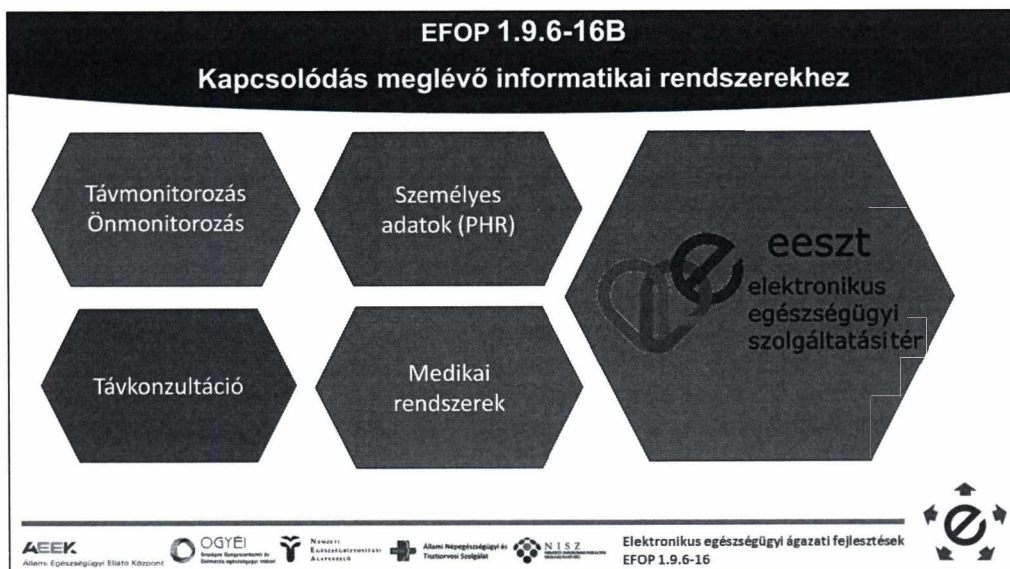 EFOP 1.9.6-16B
Kapcsolódás meglévő informatikai rendszerekhez
Távmonitorozás
Önmonitorozás
Személyes
adatok (PHR)
eeszt
elektronikus
egészségügyi
szolgáltatásitér
Távkonzultáció
Medikai
rendszerek
AEEK
Állami Egészségügyi Ellátó Központ
OGYÉI
Nemzeti
Egészségbiztosítási
Alapkezelő
Állami Népegészségügyi és
Tisztiorvosi Szolgálat
NISZ
Elektronikus egészségügyi ágazati fejlesztések
EFOP 1.9.6-16